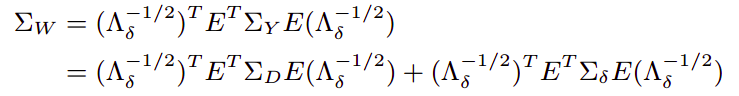 Σ_W = (Λ_δ^{-1/2})^T E^T Σ_Y E(Λ_δ^{-1/2})
= (Λ_δ^{-1/2})^T E^T Σ_D E(Λ_δ^{-1/2}) + (Λ_δ^{-1/2})^T E^T Σ_δ E(Λ_δ^{-1/2})